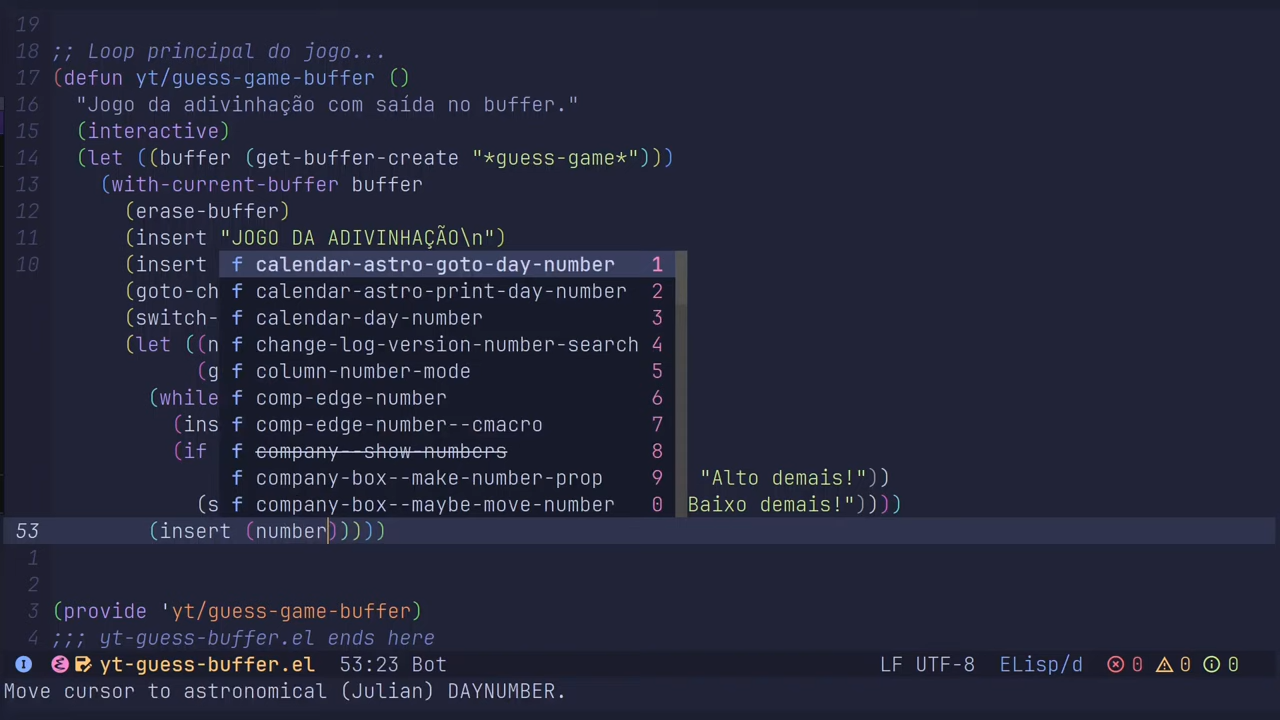 19
18 ;; Loop principal do jogo...
17 (defun yt/guess-game-buffer ()
16 "Jogo da adivinhação com saída no buffer."
15 (interactive)
14 (let ((buffer (get-buffer-create "*guess-game*")))
13 (with-current-buffer buffer
12 (erase-buffer)
11 (insert "JOGO DA ADIVINHAÇÃO\n")
10 (insert f calendar-astro-goto-day-number 1
(goto-ch f calendar-astro-print-day-number 2
(switch- f calendar-day-number 3
(let ((n f change-log-version-number-search 4
(g f column-number-mode 5
(while f comp-edge-number 6
(ins f comp-edge-number--cmacro 7
(if f company--show-numbers 8
f company-box--make-number-prop 9 "Alto demais!"))
(s f company-box--maybe-move-number 0 Baixo demais!"))))
53 (insert (number)))))
1
2
3 (provide 'yt/guess-game-buffer)
4 ;;; yt-guess-buffer.el ends here
I yt-guess-buffer.el 53:23 Bot LF UTF-8 ELisp/d 0 0 0
Move cursor to astronomical (Julian) DAYNUMBER.